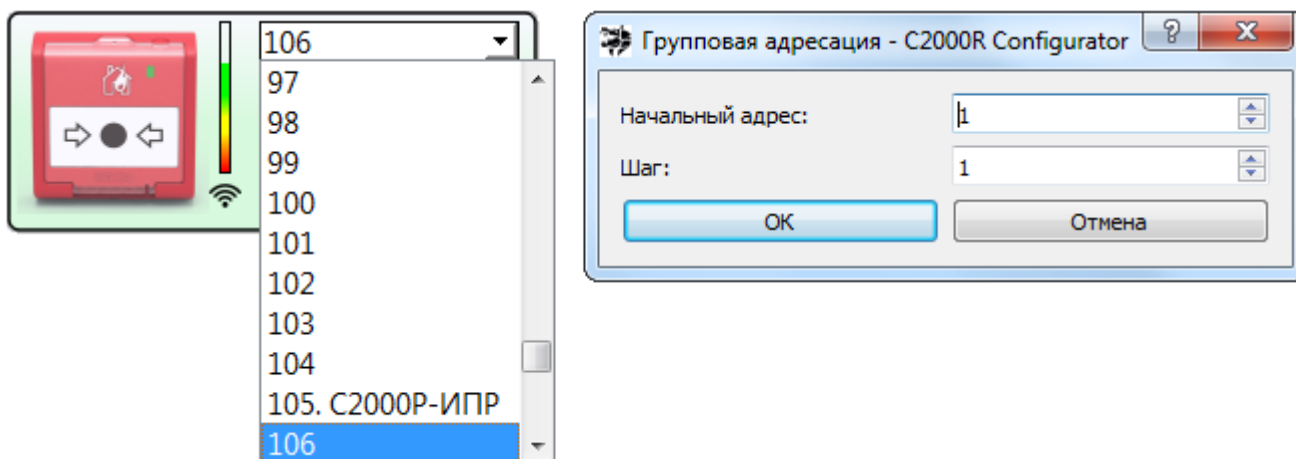 106
97
98
99
100
101
102
103
104
105. С2000Р-ИПР
106
Групповая адресация - C2000R Configurator
?
Начальный адрес:
1
Шаг:
1
ОК
Отмена